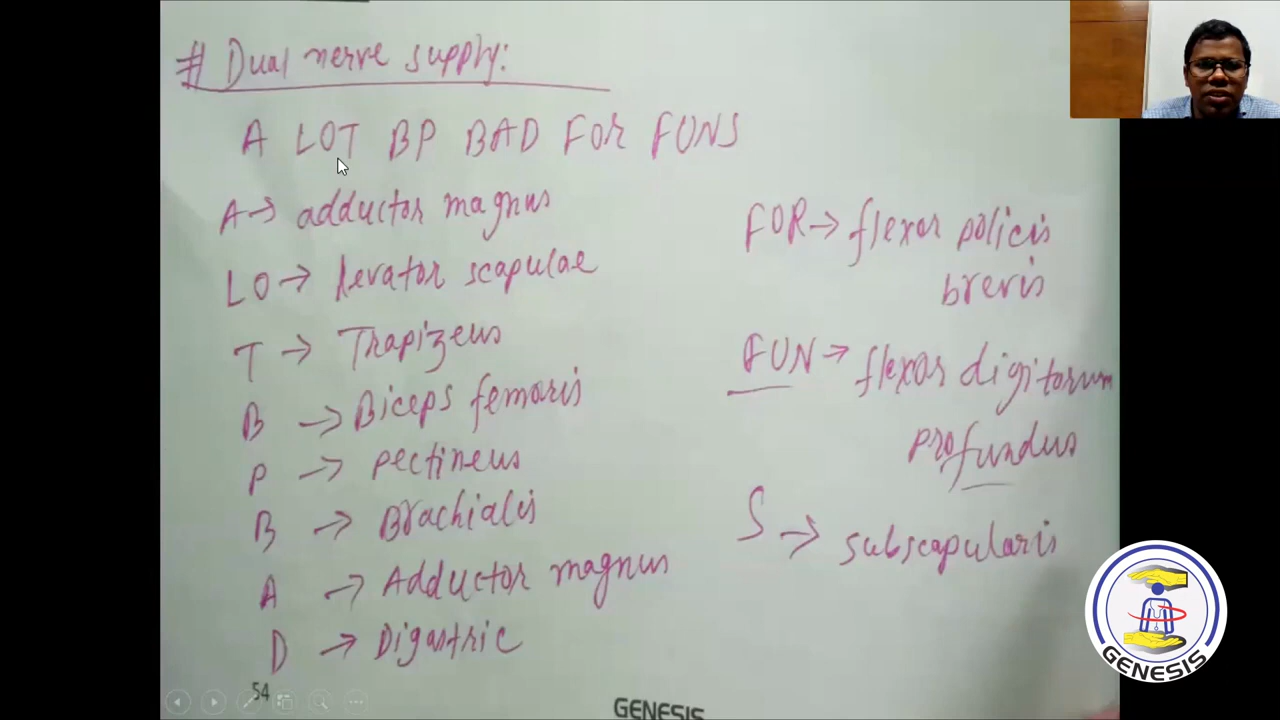 # Dual nerve supply:
A LOT BP BAD FOR FUNS
A → adductor magnus
LO → levator scapulae
T → Trapizeus
B → Biceps femoris
P → pectineus
B → Brachialis
A → Adductor magnus
D → Digastric
FOR → flexor policis
brevis
FUN → flexor digitorum
profundus
S → subscapularis
54
GENESIS
GENESIS